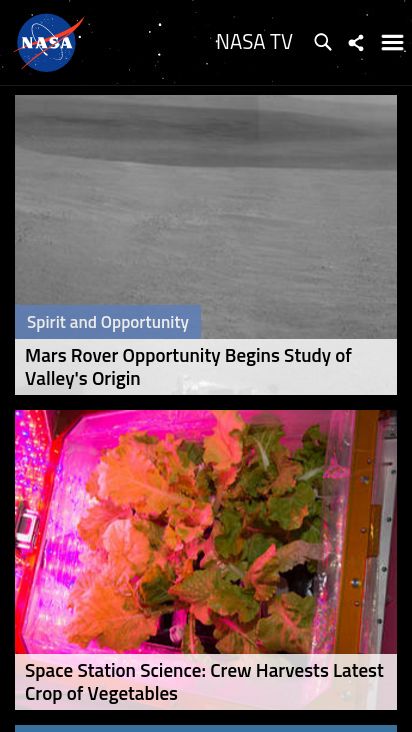 NASA
NASA TV
Spirit and Opportunity
Mars Rover Opportunity Begins Study of
Valley's Origin
Space Station Science: Crew Harvests Latest
Crop of Vegetables